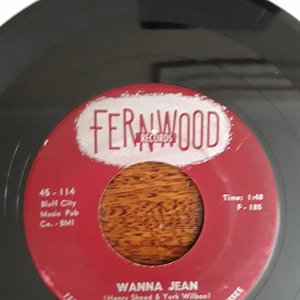 FERNWOOD
RECORDS
45 - 114
Bluff City
Music Pub
Co. - BMI
Time: 1:48
F - 185
WANNA JEAN
(Henry Sheed & York Wilbon)